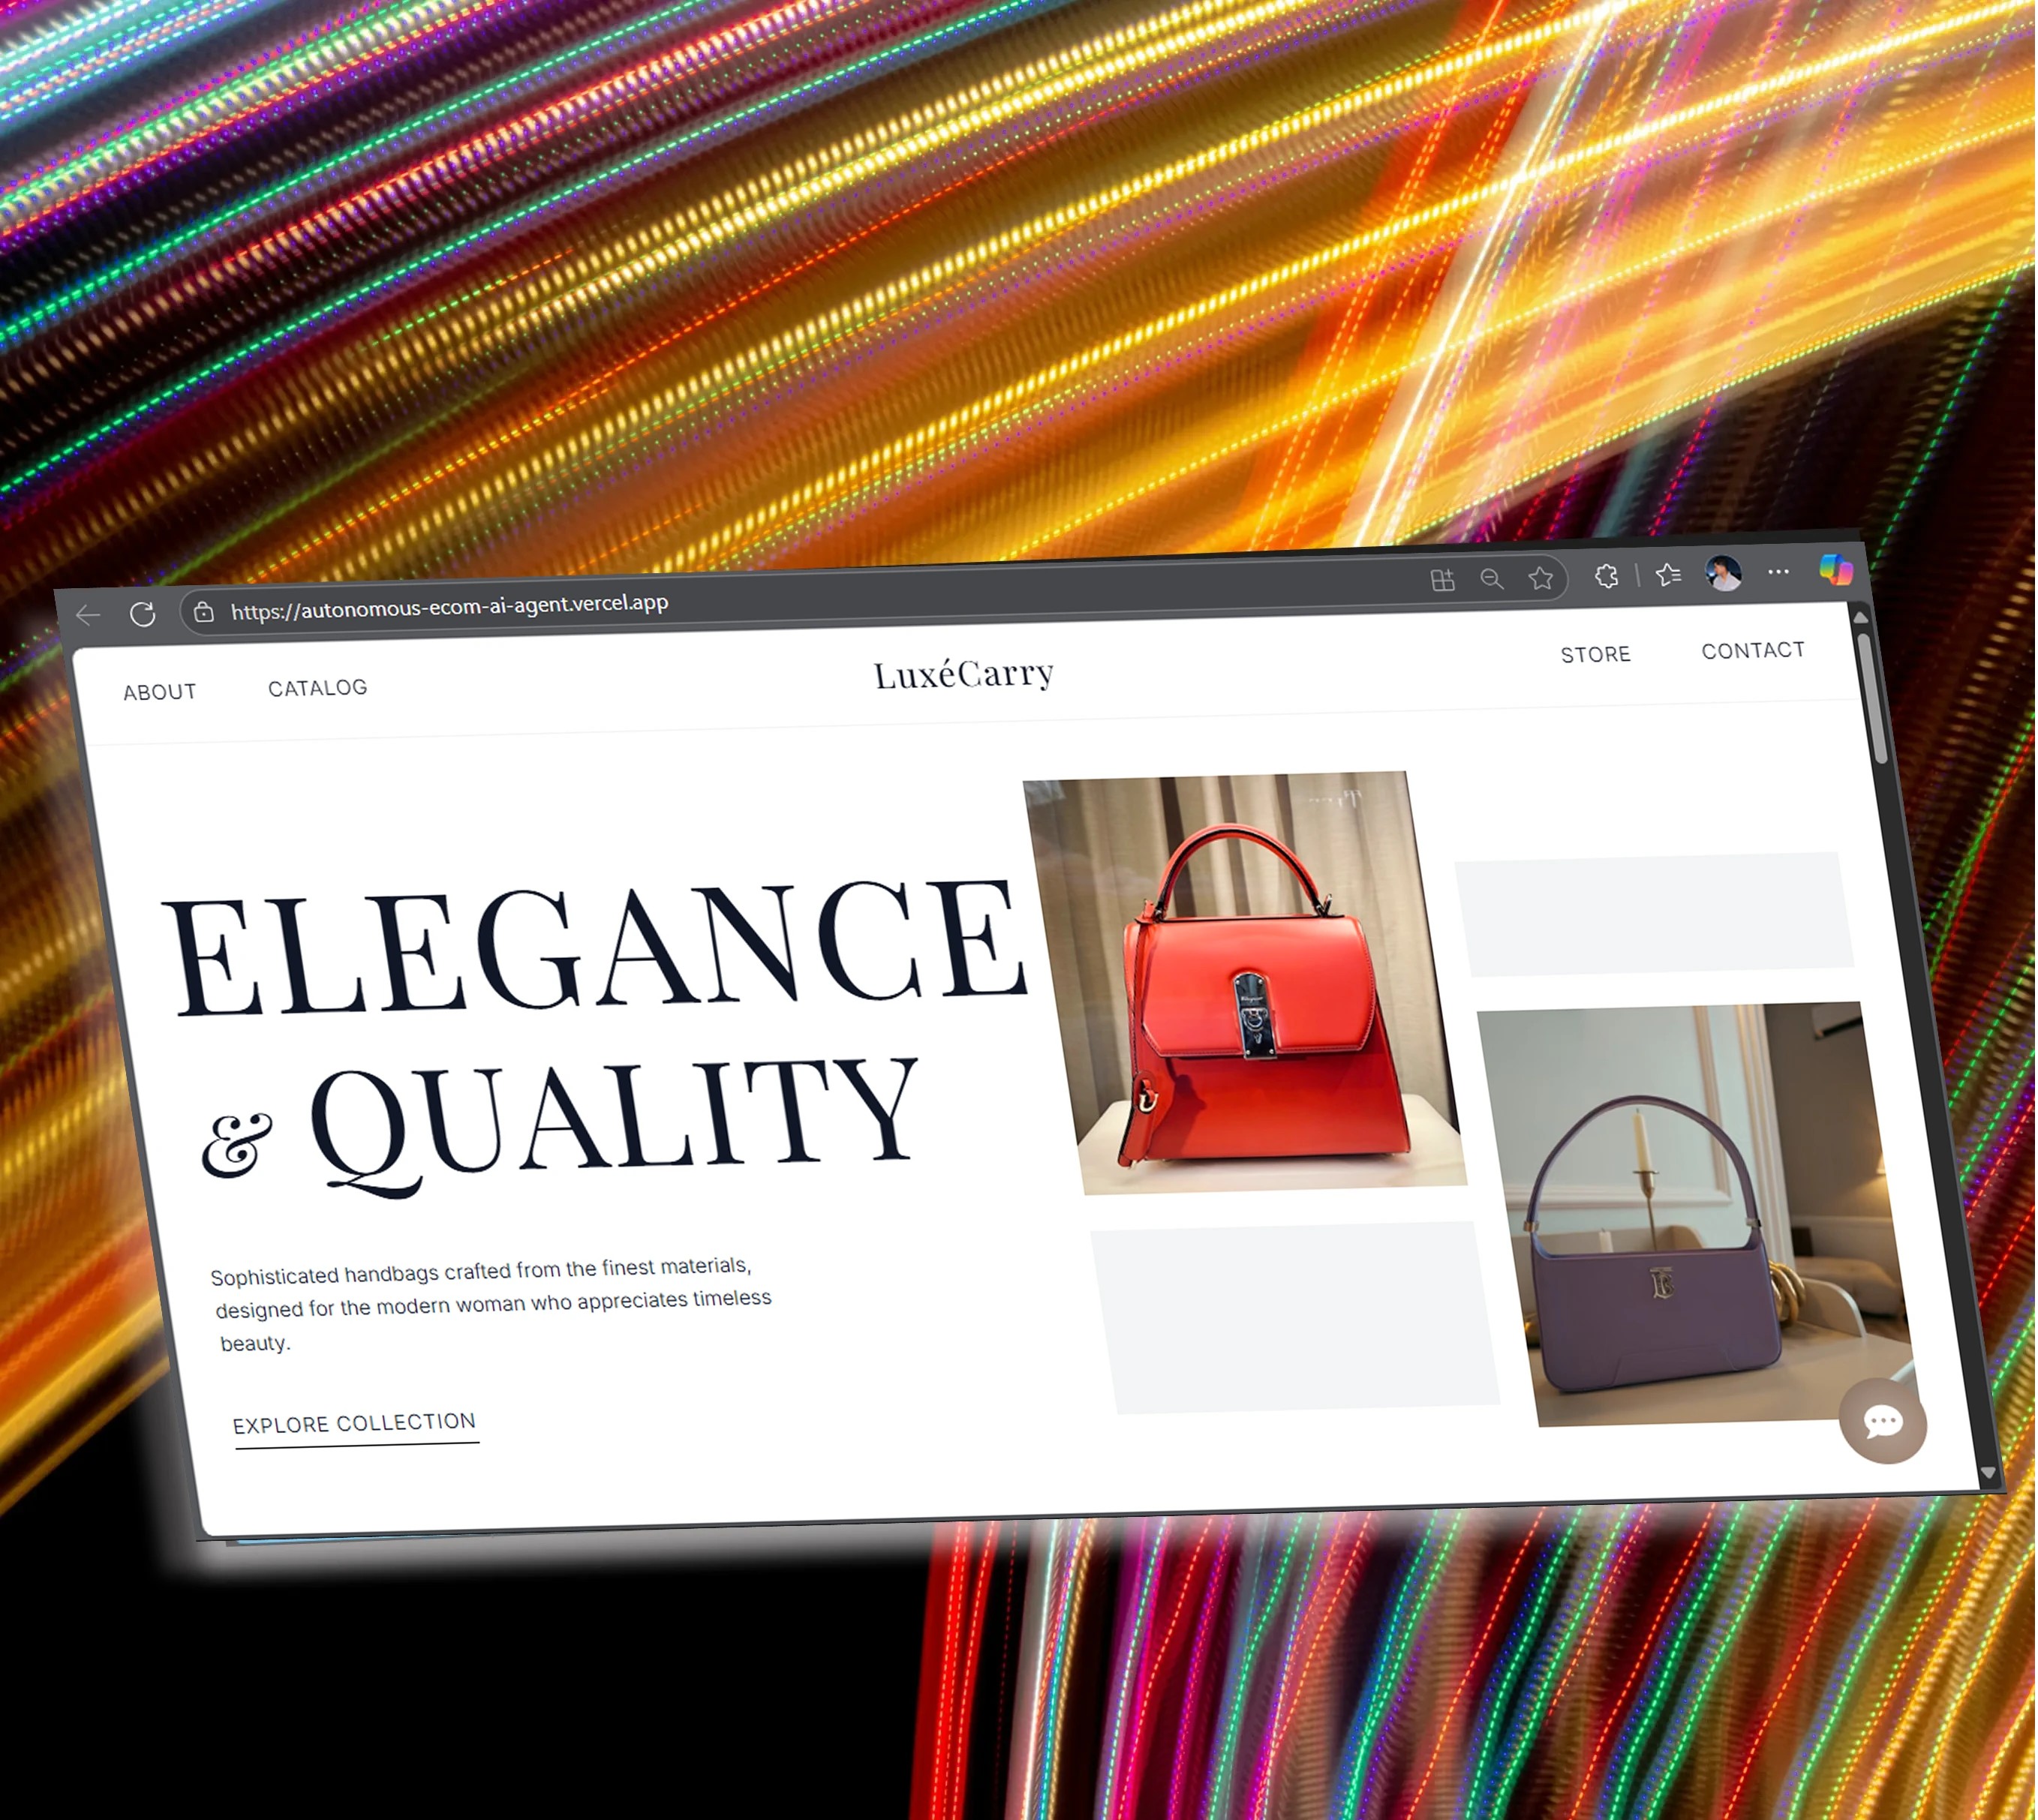 https://autonomous-ecom-ai-agent.vercel.app
ABOUT CATALOG LuxéCarry STORE CONTACT
ELEGANCE
& QUALITY
Sophisticated handbags crafted from the finest materials,
designed for the modern woman who appreciates timeless
beauty.
EXPLORE COLLECTION